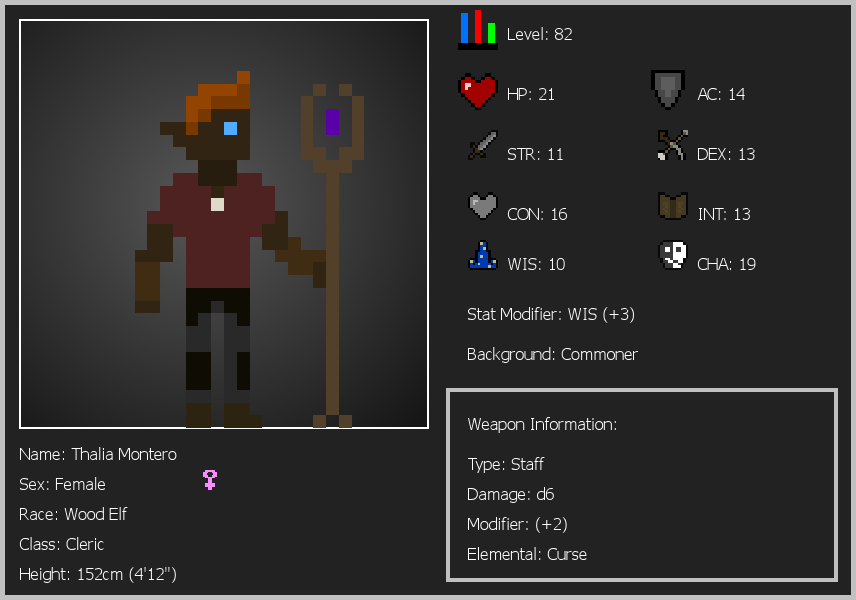 Level: 82
HP: 21
AC: 14
STR: 11
DEX: 13
CON: 16
INT: 13
WIS: 10
CHA: 19
Stat Modifier: WIS (+3)
Background: Commoner
Weapon Information:
Type: Staff
Damage: d6
Modifier: (+2)
Elemental: Curse
Name: Thalia Montero
Sex: Female
Race: Wood Elf
Class: Cleric
Height: 152cm (4'12")